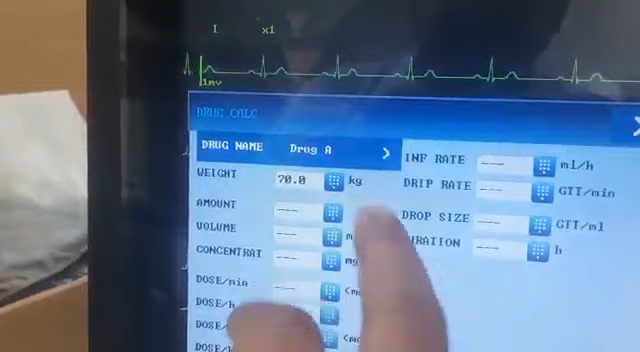 I x1
1mv
DRUG CALC
DRUG NAME Drug A
WEIGHT 70.0 kg
AMOUNT ---
VOLUME ---
CONCENTRAT ---
DOSE/min ---
DOSE/h
INF RATE --- ml/h
DRIP RATE --- GTT/min
DROP SIZE --- GTT/ml
--- h